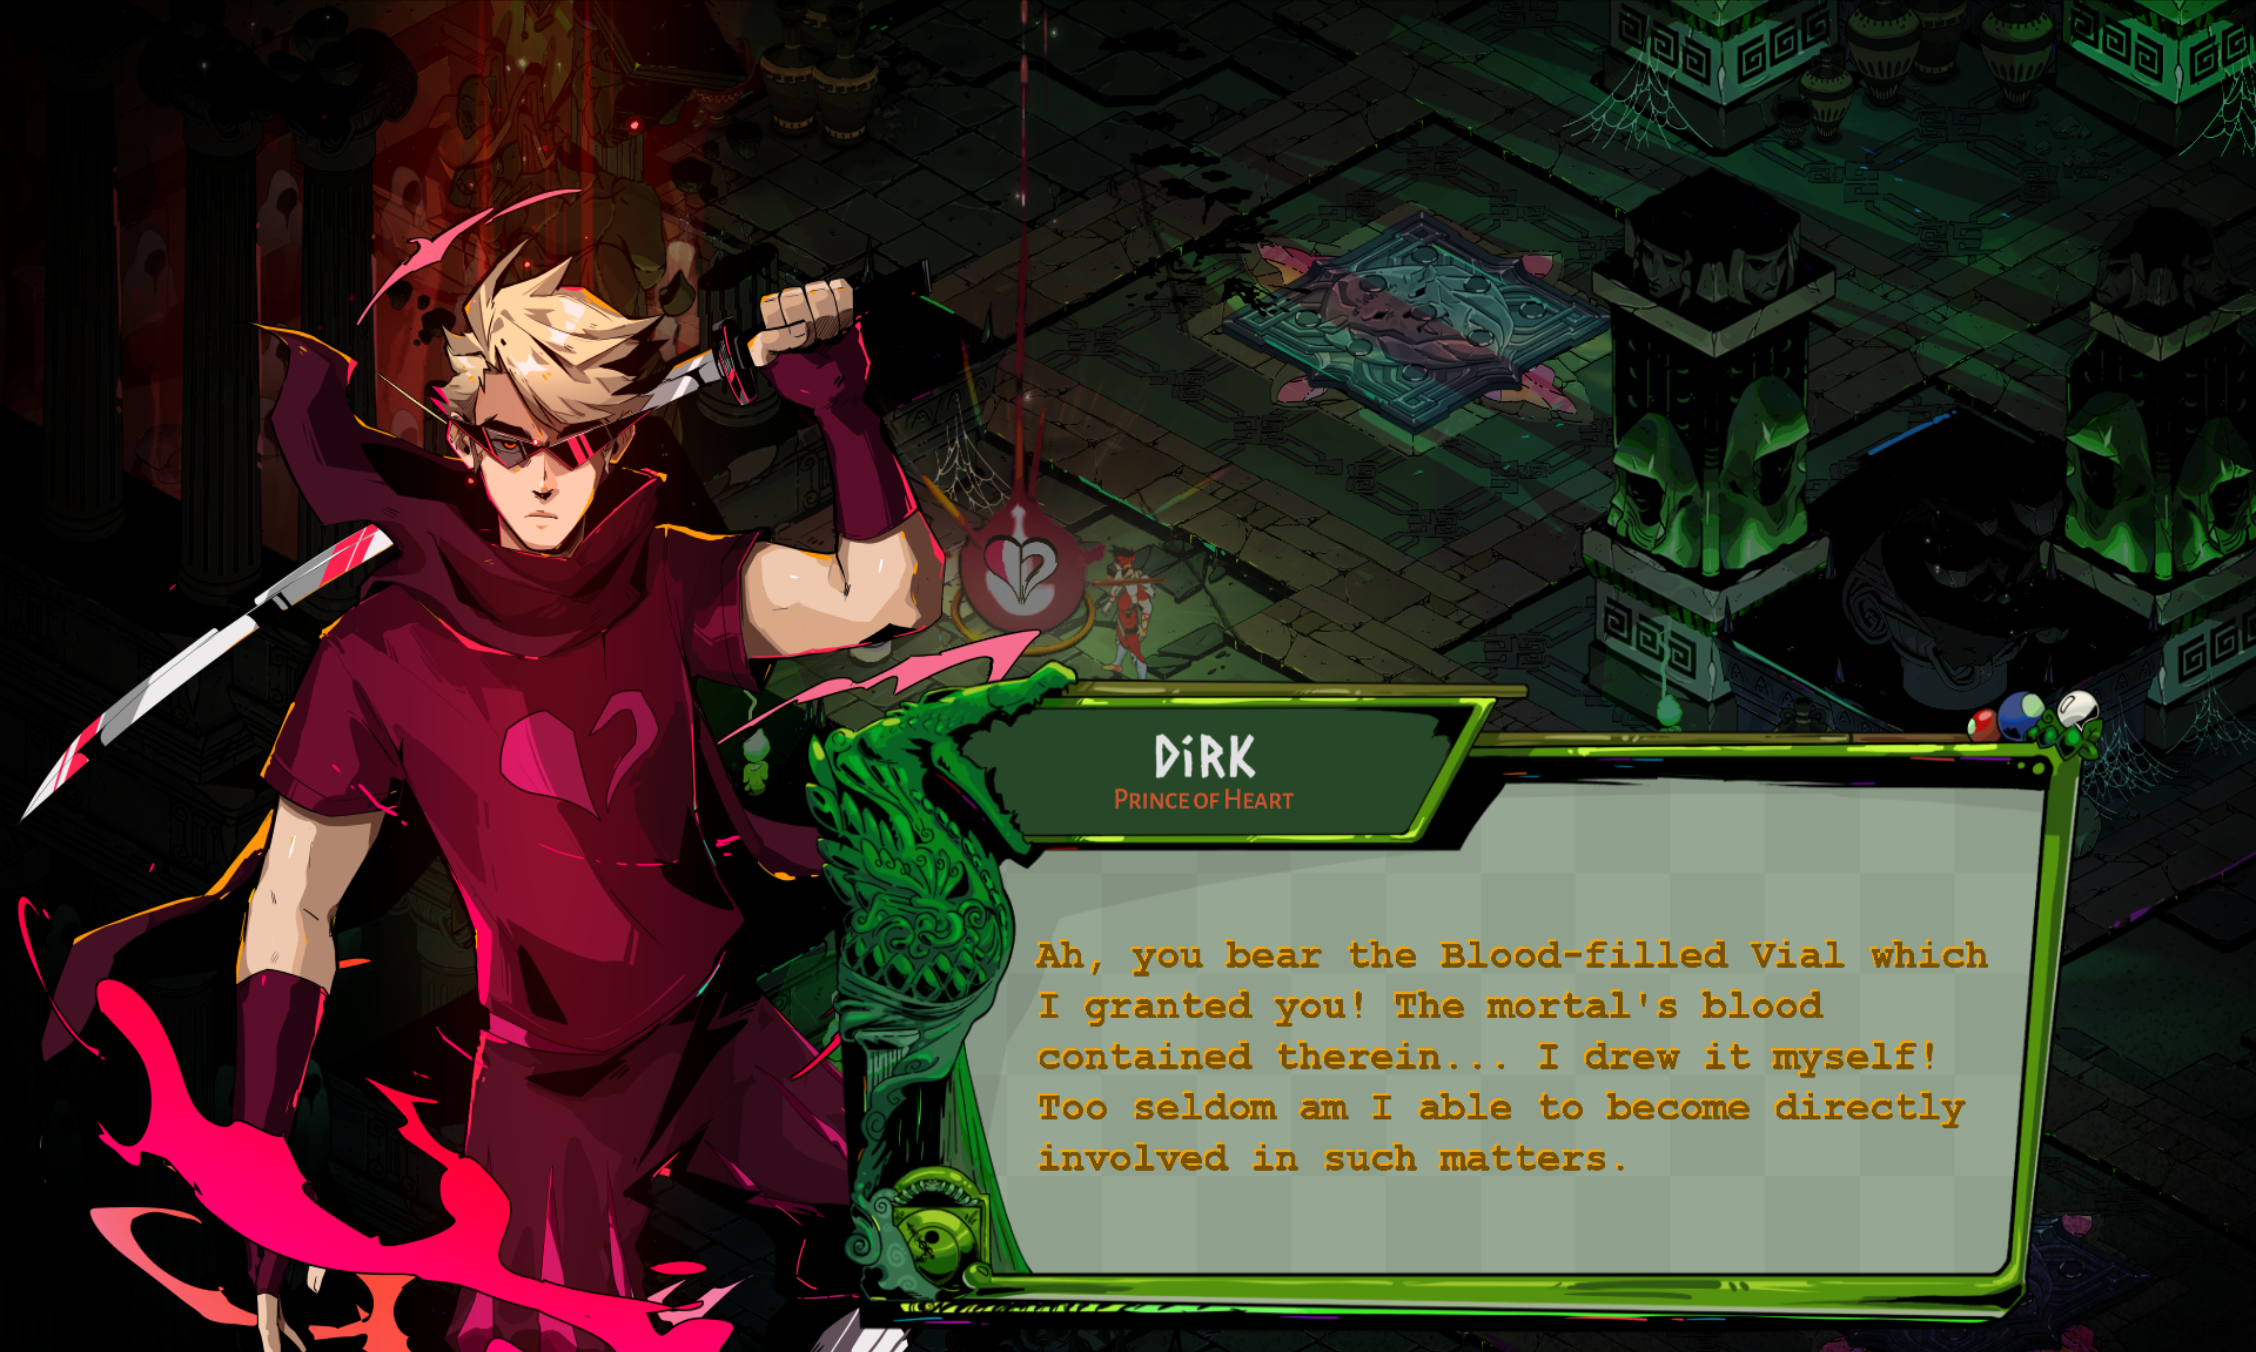 DiRK
PRINCE OF HEART
Ah, you bear the Blood-filled Vial which
I granted you! The mortal's blood
contained therein... I drew it myself!
Too seldom am I able to become directly
involved in such matters.